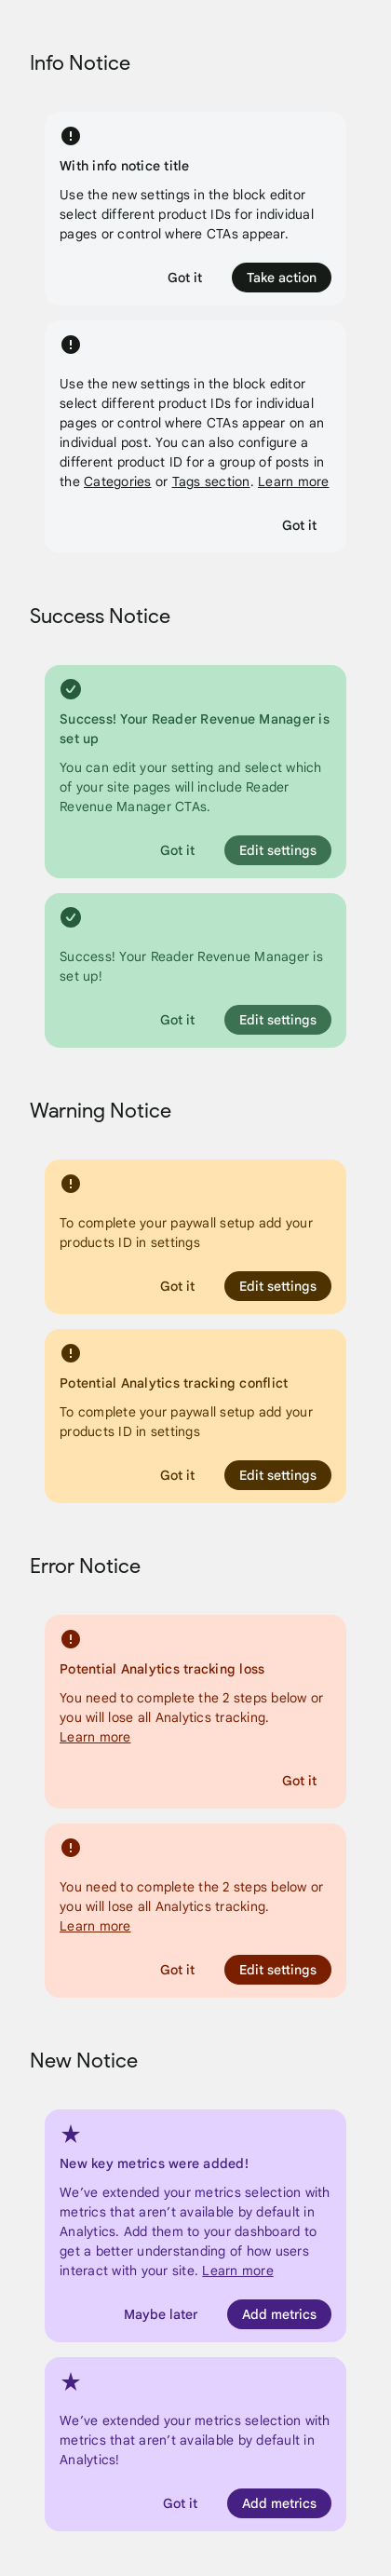 Info Notice
With info notice title
Use the new settings in the block editor
select different product IDs for individual
pages or control where CTAs appear.
Got it Take action
Use the new settings in the block editor
select different product IDs for individual
pages or control where CTAs appear on an
individual post. You can also configure a
different product ID for a group of posts in
the Categories or Tags section. Learn more
Got it
Success Notice
Success! Your Reader Revenue Manager is
set up
You can edit your setting and select which
of your site pages will include Reader
Revenue Manager CTAs.
Got it Edit settings
Success! Your Reader Revenue Manager is
set up!
Got it Edit settings
Warning Notice
To complete your paywall setup add your
products ID in settings
Got it Edit settings
Potential Analytics tracking conflict
To complete your paywall setup add your
products ID in settings
Got it Edit settings
Error Notice
Potential Analytics tracking loss
You need to complete the 2 steps below or
you will lose all Analytics tracking.
Learn more
Got it
You need to complete the 2 steps below or
you will lose all Analytics tracking.
Learn more
Got it Edit settings
New Notice
New key metrics were added!
We’ve extended your metrics selection with
metrics that aren’t available by default in
Analytics. Add them to your dashboard to
get a better understanding of how users
interact with your site. Learn more
Maybe later Add metrics
We’ve extended your metrics selection with
metrics that aren’t available by default in
Analytics!
Got it Add metrics